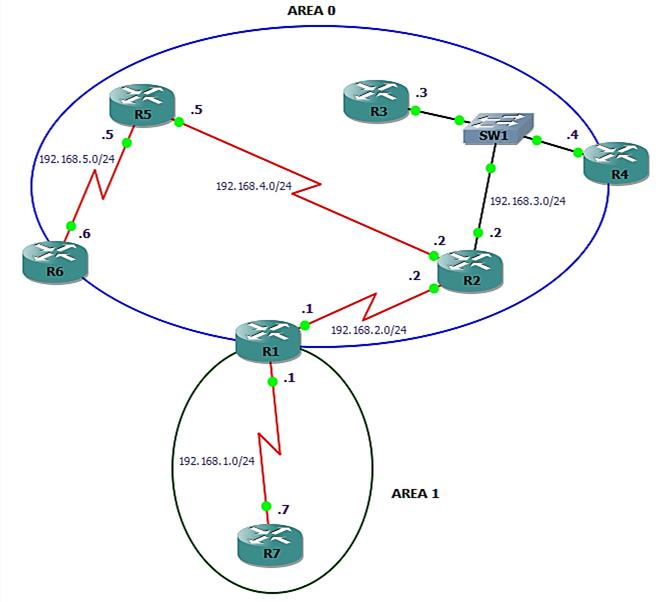 AREA 0
R5
.5
.5
R3
.3
SW1
.4
R4
192.168.5.0/24
192.168.4.0/24
192.168.3.0/24
.6
R6
.2
.2
R2
.2
.1
192.168.2.0/24
R1
.1
192.168.1.0/24
AREA 1
.7
R7